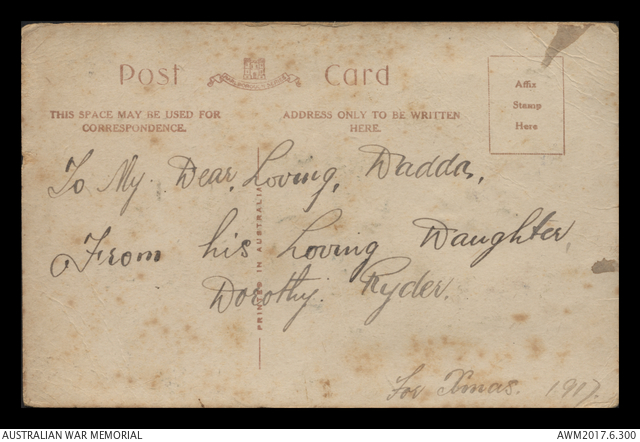 Post Card
THIS SPACE MAY BE USED FOR
CORRESPONDENCE.
ADDRESS ONLY TO BE WRITTEN
HERE.
Affix
Stamp
Here
To My Dear, Loving, Dadda,
From his Loving Daughter
Dorothy. Ryder.
PRINTED IN AUSTRALIA
For Xmas. 1917.
AUSTRALIAN WAR MEMORIAL
AWM2017.6.300